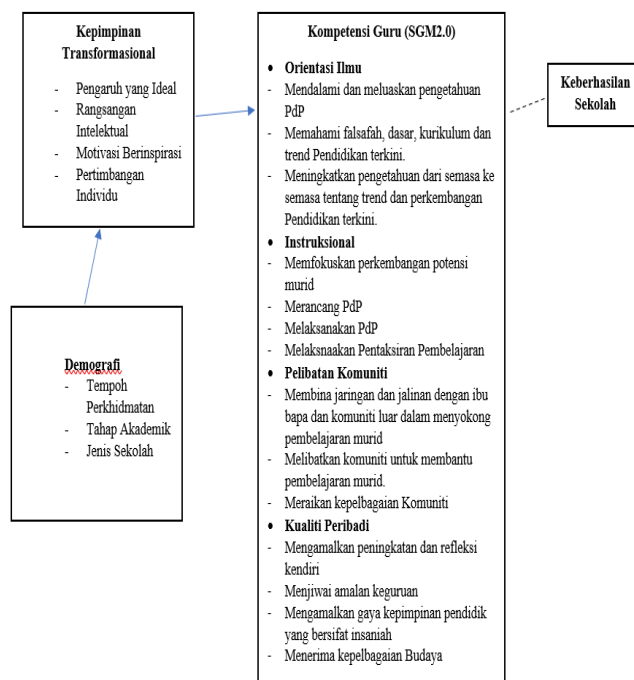 Kepimpinan
Transformasional
- Pengaruh yang Ideal
- Rangsangan
Intelektual
- Motivasi Berinspirasi
- Pertimbangan
Individu
Demografi
- Tempoh
Perkhidmatan
- Tahap Akademik
- Jenis Sekolah
Kompetensi Guru (SGM2.0)
• Orientasi Ilmu
- Mendalami dan meluaskan pengetahuan
PdP
- Memahami falsafah, dasar, kurikulum dan
trend Pendidikan terkini.
- Meningkatkan pengetahuan dari semasa ke
semasa tentang trend dan perkembangan
Pendidikan terkini.
• Instruksional
- Memfokuskan perkembangan potensi
murid
- Merancang PdP
- Melaksanakan PdP
- Melaksnaakan Pentaksiran Pembelajaran
• Pelibatan Komuniti
- Membina jaringan dan jalinan dengan ibu
bapa dan komuniti luar dalam menyokong
pembelajaran murid
- Melibatkan komuniti untuk membantu
pembelajaran murid.
- Meraikan kepelbagaian Komuniti
• Kualiti Peribadi
- Mengamalkan peningkatan dan refleksi
kendiri
- Menjiwai amalan keguruan
- Mengamalkan gaya kepimpinan pendidik
yang bersifat insaniah
- Menerima kepelbagaian Budaya
Keberhasilan
Sekolah